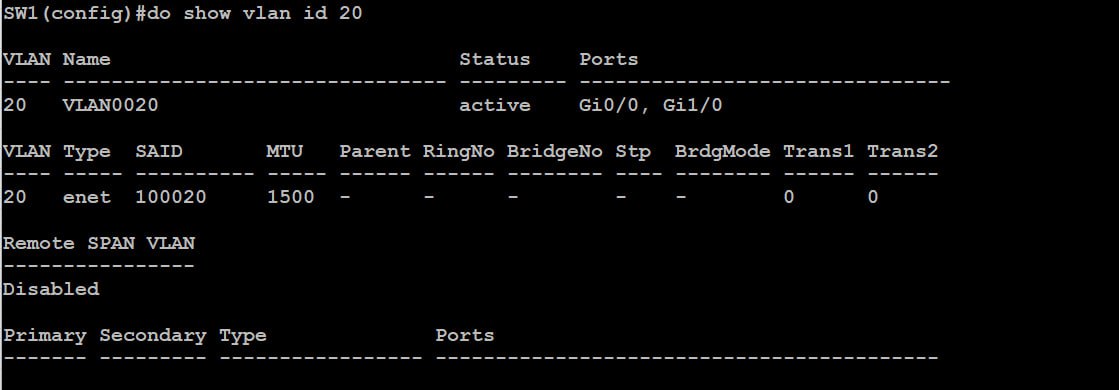 SW1(config)#do show vlan id 20
VLAN Name                             Status    Ports
---- -------------------------------- --------- -------------------------------
20   VLAN0020                         active    Gi0/0, Gi1/0
VLAN Type  SAID       MTU   Parent RingNo BridgeNo Stp  BrdgMode Trans1 Trans2
---- ----- ---------- ----- ------ ------ -------- ---- -------- ------ ------
20   enet  100020     1500  -      -      -        -    -        0      0
Remote SPAN VLAN
----------------
Disabled
Primary Secondary Type              Ports
------- --------- ----------------- ------------------------------------------